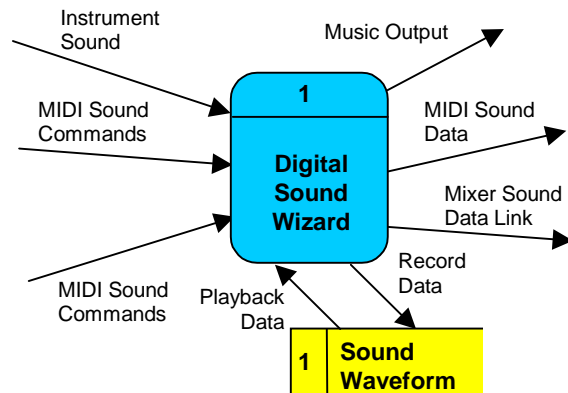 Instrument
Sound
Music Output
1
MIDI Sound
Commands
MIDI Sound
Data
Digital
Sound
Wizard
Mixer Sound
Data Link
MIDI Sound
Commands
Playback
Data
Record
Data
1
Sound
Waveform